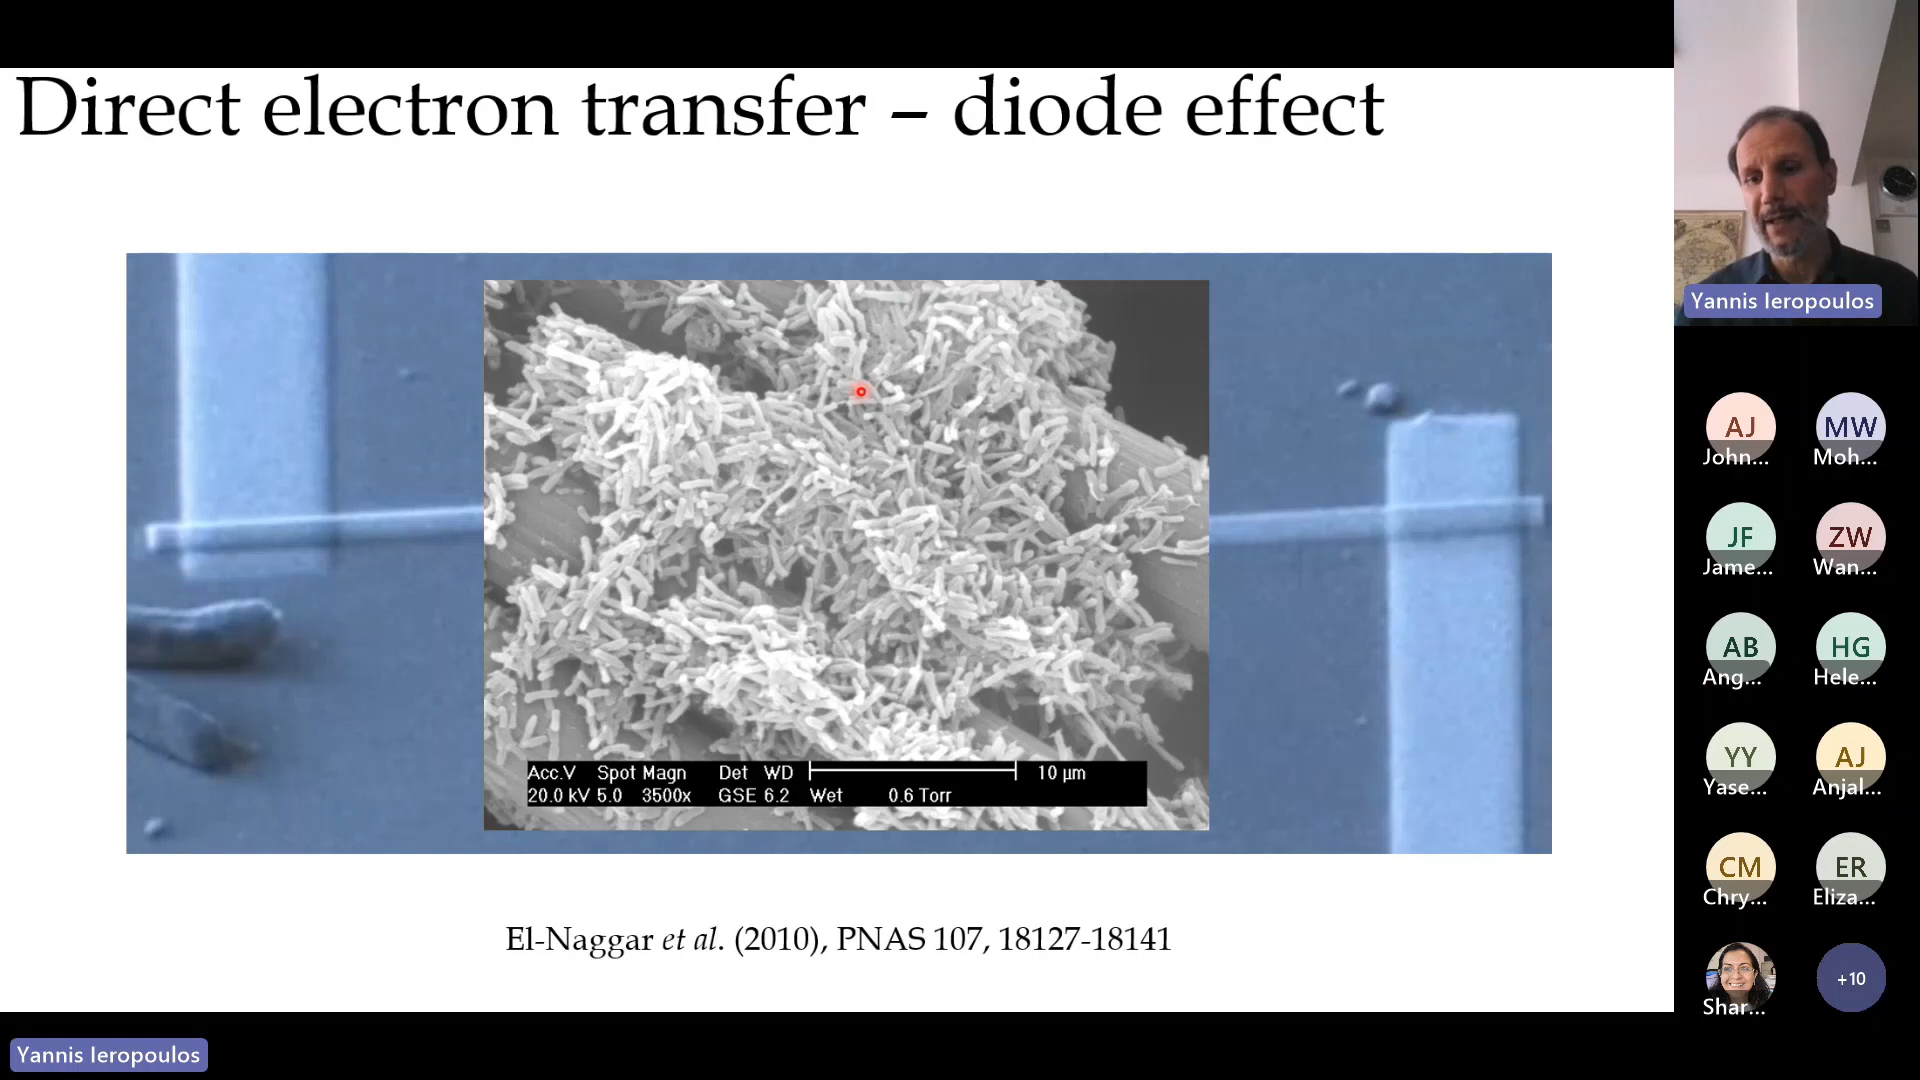 Direct electron transfer – diode effect
Acc.V Spot Magn Det WD 10 µm
20.0 kV 5.0 3500x GSE 6.2 Wet 0.6 Torr
El-Naggar et al. (2010), PNAS 107, 18127-18141
Yannis Ieropoulos
AJ MW
John... Moh...
JF ZW
Jame... Wan...
AB HG
Ang... Hele...
YY AJ
Yase... Anjal...
CM ER
Chry... Eliza...
+10
Shar...
Yannis Ieropoulos